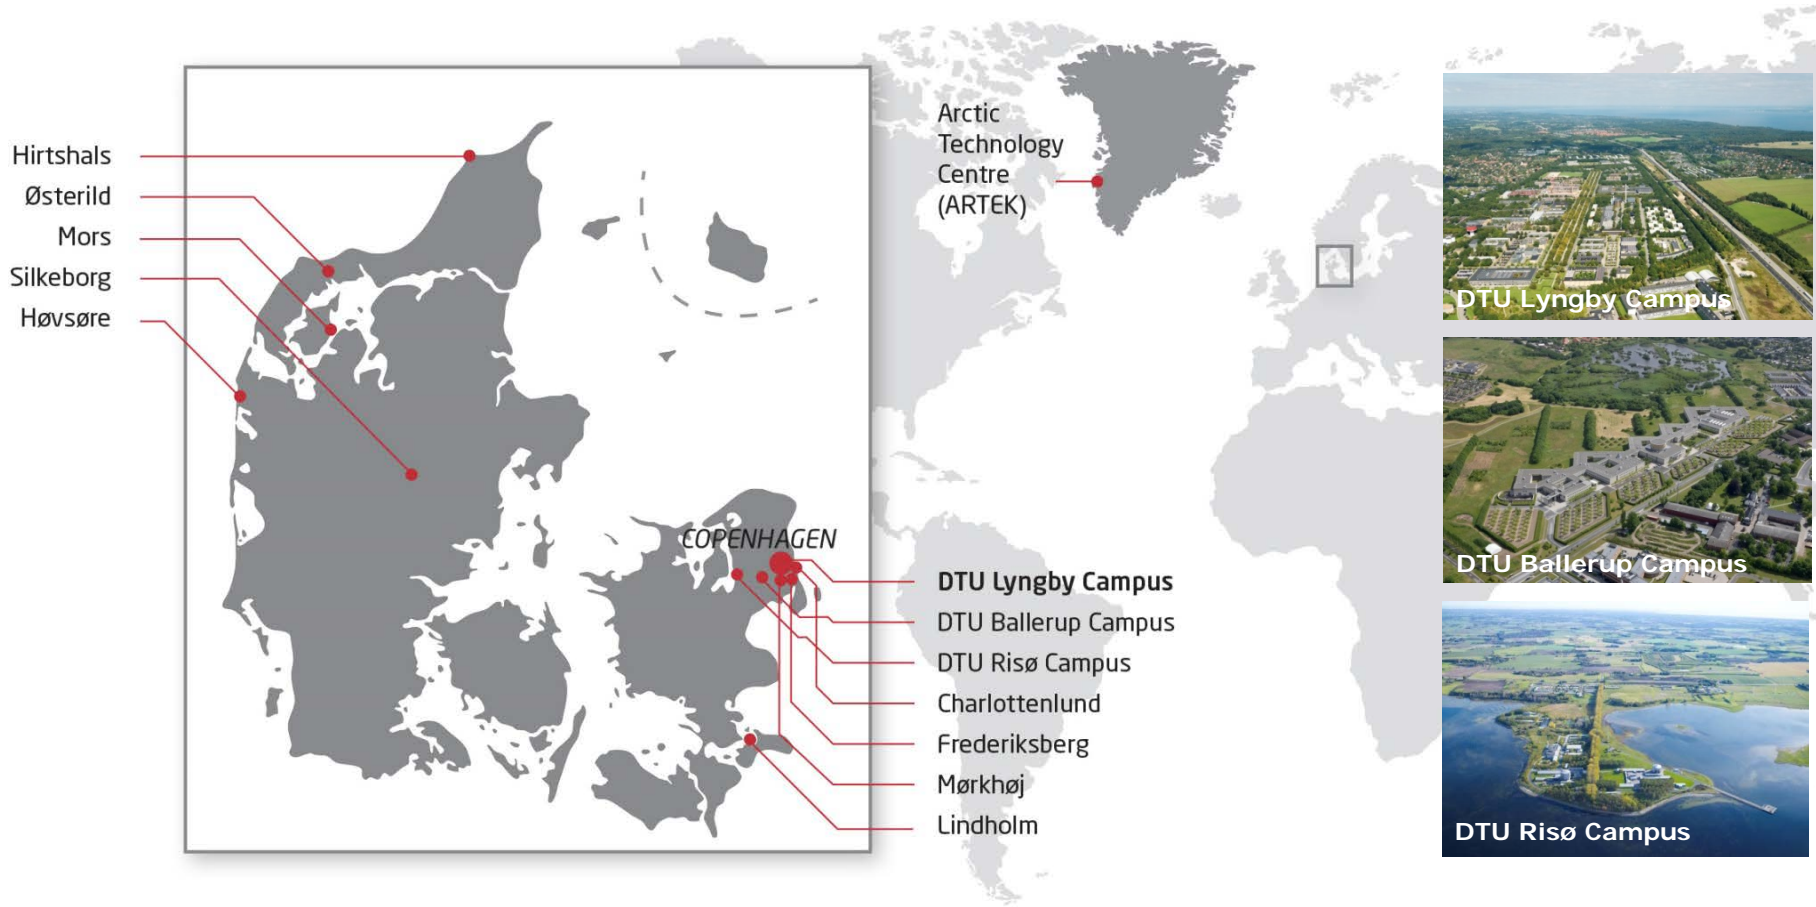 Hirtshals
Østerild
Mors
Silkeborg
Høvsøre
COPENHAGEN
Arctic
Technology
Centre
(ARTEK)
DTU Lyngby Campus
DTU Ballerup Campus
DTU Risø Campus
Charlottenlund
Frederiksberg
Mørkhøj
Lindholm
DTU Lyngby Campus
DTU Ballerup Campus
DTU Risø Campus